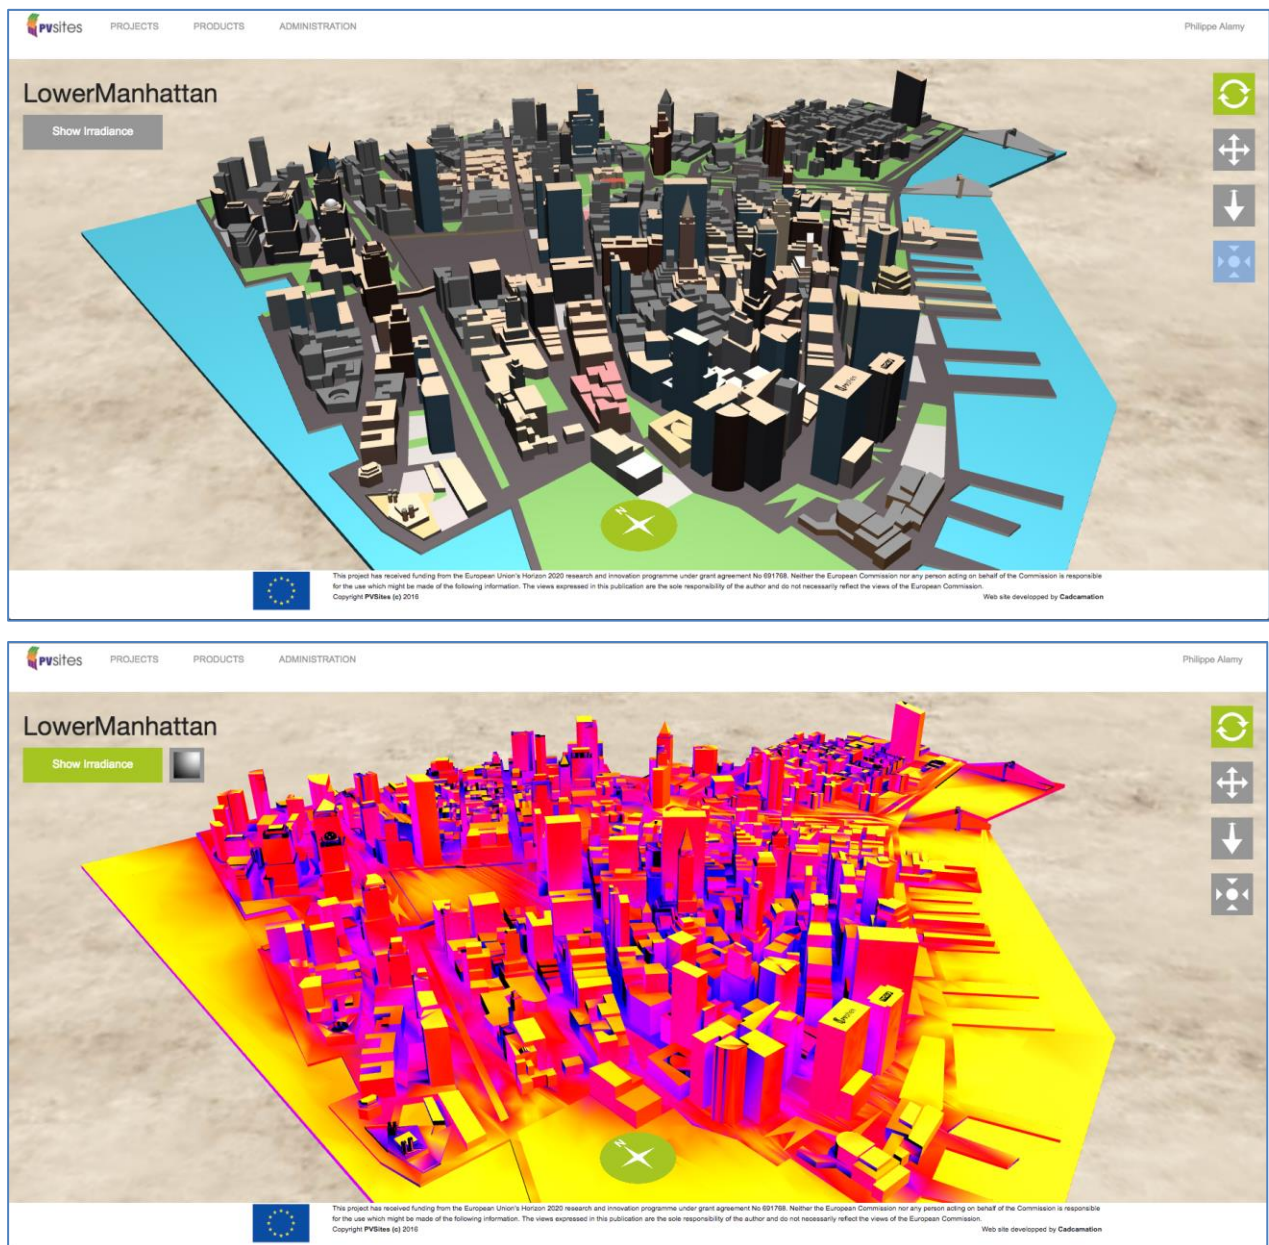 PVsites PROJECTS PRODUCTS ADMINISTRATION Philippe Alamy
LowerManhattan
Show Irradiance
N
This project has received funding from the European Union's Horizon 2020 research and innovation programme under grant agreement No 691768. Neither the European Commission nor any person acting on behalf of the Commission is responsible
for the use which might be made of the following information. The views expressed in this publication are the sole responsibility of the author and do not necessarily reflect the views of the European Commission.
Copyright PVSites (c) 2016 Web site developped by Cadcamation
PVsites PROJECTS PRODUCTS ADMINISTRATION Philippe Alamy
LowerManhattan
Show Irradiance
N
This project has received funding from the European Union's Horizon 2020 research and innovation programme under grant agreement No 691768. Neither the European Commission nor any person acting on behalf of the Commission is responsible
for the use which might be made of the following information. The views expressed in this publication are the sole responsibility of the author and do not necessarily reflect the views of the European Commission.
Copyright PVSites (c) 2016 Web site developped by Cadcamation